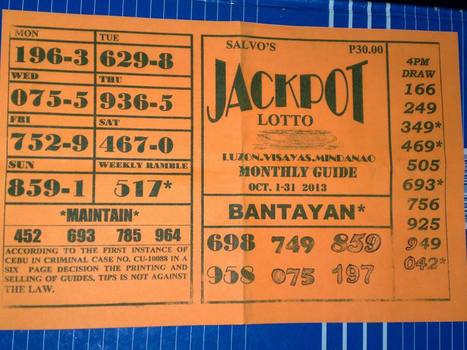 MON TUE
196-3 629-8
WED THU
075-5 936-5
FRI SAT
752-9 467-0
SUN WEEKLY RAMBLE
859-1 517*
*MAINTAIN*
452 693 785 964
ACCORDING TO THE FIRST INSTANCE OF
CEBU IN CRIMINAL CASE NO. CU-10088 IN A
SIX PAGE DECISION THE PRINTING AND
SELLING OF GUIDES, TIPS IS NOT AGAINST
THE LAW.
SALVO'S P30.00
JACKPOT
LOTTO
LUZON, VISAYAS, MINDANAO
MONTHLY GUIDE
OCT. 1-31 2013
BANTAYAN*
698 749 859
958 075 197
4PM
DRAW
166
249
349*
469*
505
693*
756
925
949
042*